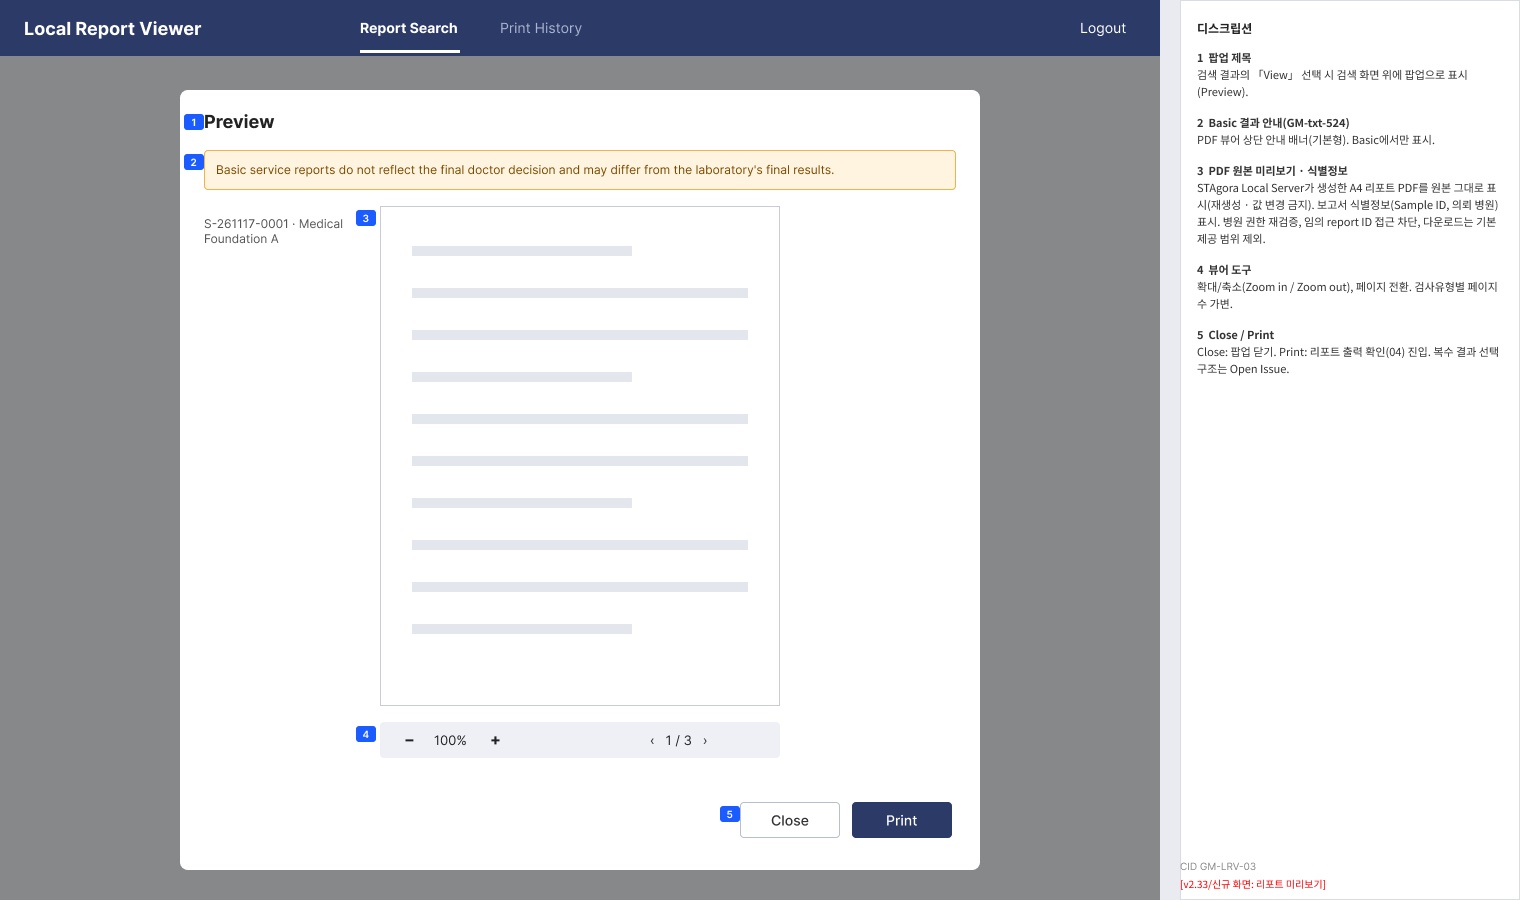 Local Report Viewer
Report Search
Print History
Logout
1
Preview
2
Basic service reports do not reflect the final doctor decision and may differ from the laboratory's final results.
S-261117-0001 · Medical
Foundation A
3
4
− 100% +
‹ 1 / 3 ›
5
Close
Print
디스크립션
1 팝업 제목
검색 결과의 「View」 선택 시 검색 화면 위에 팝업으로 표시
(Preview).
2 Basic 결과 안내(GM-txt-524)
PDF 뷰어 상단 안내 배너(기본형). Basic에서만 표시.
3 PDF 원본 미리보기 · 식별정보
STAgora Local Server가 생성한 A4 리포트 PDF를 원본 그대로 표
시(재생성 · 값 변경 금지). 보고서 식별정보(Sample ID, 의뢰 병원)
표시. 병원 권한 재검증, 임의 report ID 접근 차단, 다운로드는 기본
제공 범위 제외.
4 뷰어 도구
확대/축소(Zoom in / Zoom out), 페이지 전환. 검사유형별 페이지
수 가변.
5 Close / Print
Close: 팝업 닫기. Print: 리포트 출력 확인(04) 진입. 복수 결과 선택
구조는 Open Issue.
CID GM-LRV-03
[v2.33/신규 화면: 리포트 미리보기]